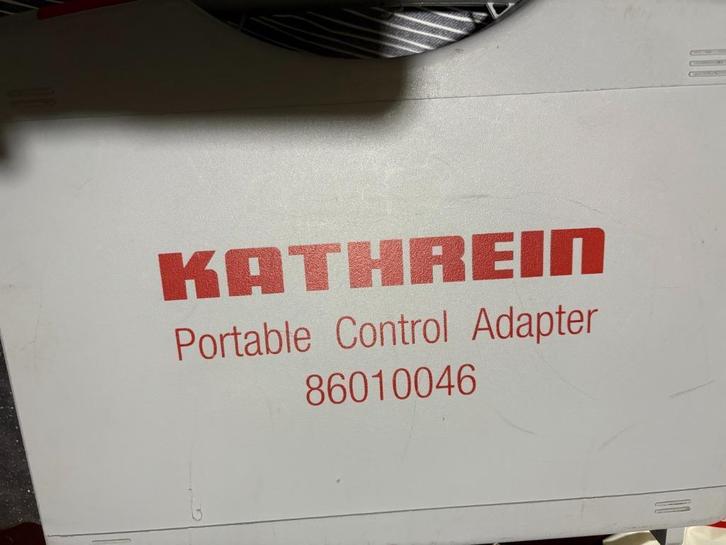 KATHREIN
Portable Control Adapter
86010046